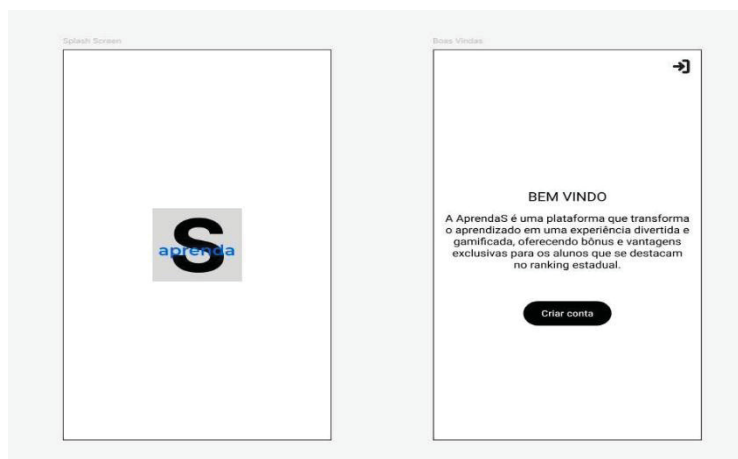 Splash Screen
Boas Vindas
S
aprenda
BEM VINDO
A AprendaS é uma plataforma que transforma
o aprendizado em uma experiência divertida e
gamificada, oferecendo bônus e vantagens
exclusivas para os alunos que se destacam
no ranking estadual.
Criar conta